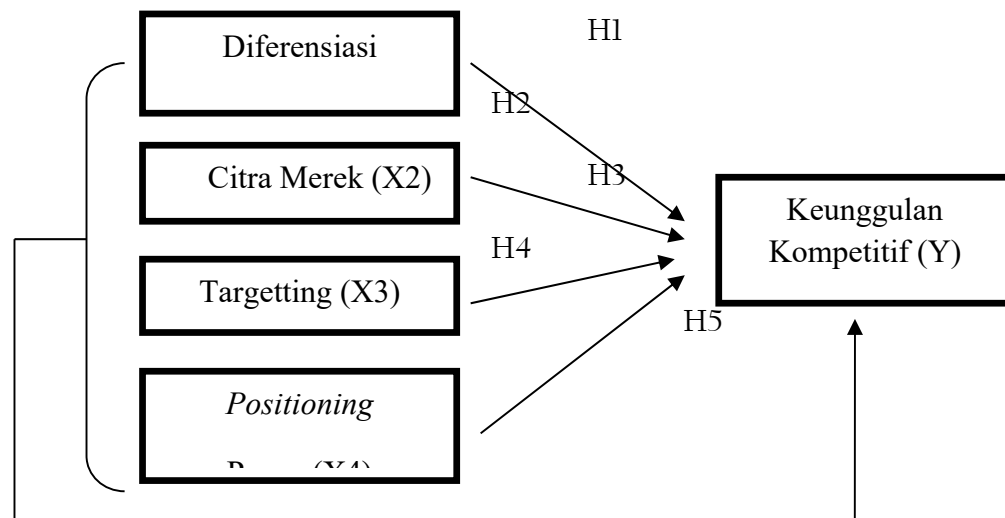 H1
Diferensiasi
H2
Citra Merek (X2)
H3
Keunggulan
Kompetitif (Y)
H4
Targetting (X3)
H5
Positioning